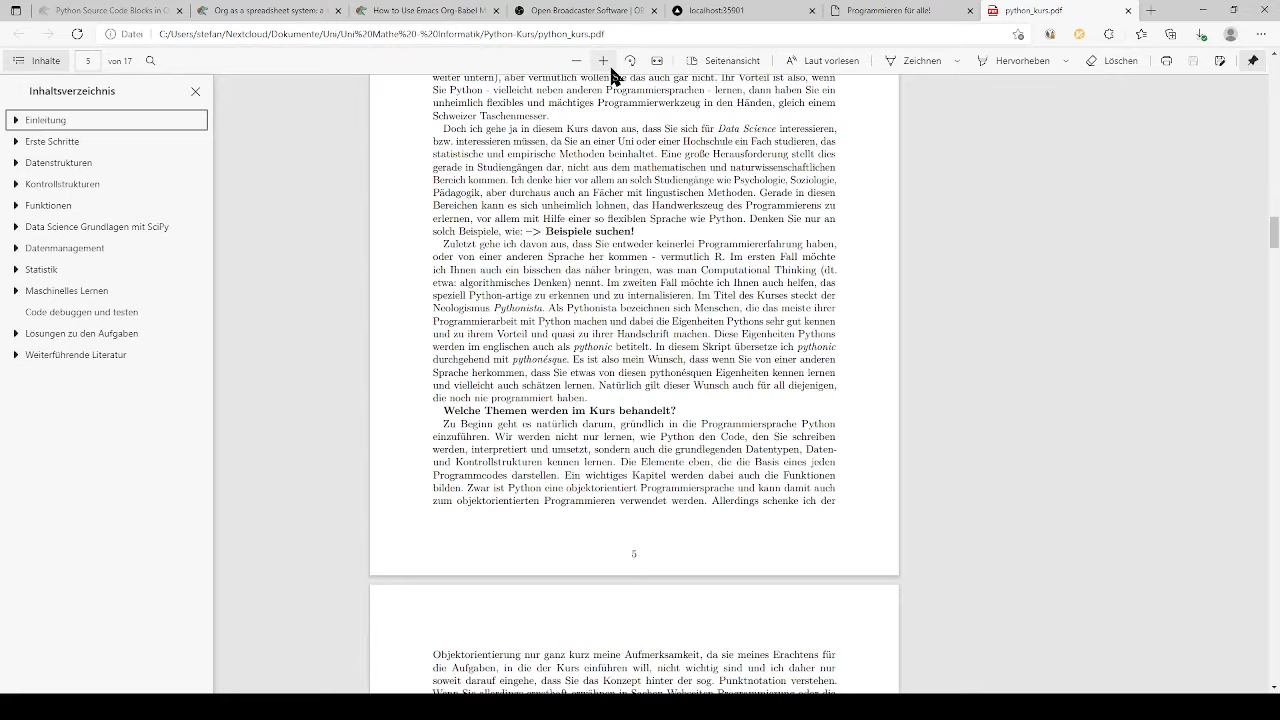 Python Source Code Blocks in O
Org as a spreadsheet system: a s
How to Use Emacs Org-Babel M
Open Broadcaster Software | OB
localhost:35901
Programmieren für alle!
python_kurs.pdf
Datei
C:/Users/stefan/Nextcloud/Dokumente/Uni/Uni%20Mathe%20-%20Informatik/Python-Kurs/python_kurs.pdf
Inhalte
5
von 17
Seitenansicht
Laut vorlesen
Zeichnen
Hervorheben
Löschen
Inhaltsverzeichnis
Einleitung
Erste Schritte
Datenstrukturen
Kontrollstrukturen
Funktionen
Data Science Grundlagen mit SciPy
Datenmanagement
Statistik
Maschinelles Lernen
Code debuggen und testen
Lösungen zu den Aufgaben
Weiterführende Literatur
weiter untern), aber vermutlich wollen das auch gar nicht. Ihr Vorteil ist also, wenn
Sie Python - vielleicht neben anderen Programmiersprachen - lernen, dann haben Sie ein
unheimlich flexibles und mächtiges Programmierwerkzeug in den Händen, gleich einem
Schweizer Taschenmesser.
Doch ich gehe ja in diesem Kurs davon aus, dass Sie sich für Data Science interessieren,
bzw. interessieren müssen, da Sie an einer Uni oder einer Hochschule ein Fach studieren, das
statistische und empirische Methoden beinhaltet. Eine große Herausforderung stellt dies
gerade in Studiengängen dar, nicht aus dem mathematischen und naturwissenschaftlichen
Bereich kommen. Ich denke hier vor allem an solch Studiengänge wie Psychologie, Soziologie,
Pädagogik, aber durchaus auch an Fächer mit lingustischen Methoden. Gerade in diesen
Bereichen kann es sich unheimlich lohnen, das Handwerkszeug des Programmierens zu
erlernen, vor allem mit Hilfe einer so flexiblen Sprache wie Python. Denken Sie nur an
solch Beispiele, wie: –> Beispiele suchen!
Zuletzt gehe ich davon aus, dass Sie entweder keinerlei Programmiererfahrung haben,
oder von einer anderen Sprache her kommen - vermutlich R. Im ersten Fall möchte
ich Ihnen auch ein bisschen das näher bringen, was man Computational Thinking (dt.
etwa: algorithmisches Denken) nennt. Im zweiten Fall möchte ich Ihnen auch helfen, das
speziell Python-artige zu erkennen und zu internalisieren. Im Titel des Kurses steckt der
Neologismus Pythonista. Als Pythonista bezeichnen sich Menschen, die das meiste ihrer
Programmierarbeit mit Python machen und dabei die Eigenheiten Pythons sehr gut kennen
und zu ihrem Vorteil und quasi zu ihrer Handschrift machen. Diese Eigenheiten Pythons
werden im englischen auch als pythonic betitelt. In diesem Skript übersetze ich pythonic
durchgehend mit pythonésque. Es ist also mein Wunsch, dass wenn Sie von einer anderen
Sprache herkommen, dass Sie etwas von diesen pythonésquen Eigenheiten kennen lernen
und vielleicht auch schätzen lernen. Natürlich gilt dieser Wunsch auch für all diejenigen,
die noch nie programmiert haben.
Welche Themen werden im Kurs behandelt?
Zu Beginn geht es natürlich darum, gründlich in die Programmiersprache Python
einzuführen. Wir werden nicht nur lernen, wie Python den Code, den Sie schreiben
werden, interpretiert und umsetzt, sondern auch die grundlegenden Datentypen, Daten-
und Kontrollstrukturen kennen lernen. Die Elemente eben, die die Basis eines jeden
Programmcodes darstellen. Ein wichtiges Kapitel werden dabei auch die Funktionen
bilden. Zwar ist Python eine objektorientiert Programmiersprache und kann damit auch
zum objektorientierten Programmieren verwendet werden. Allerdings schenke ich der
5
Objektorientierung nur ganz kurz meine Aufmerksamkeit, da sie meines Erachtens für
die Aufgaben, in die der Kurs einführen will, nicht wichtig sind und ich daher nur
soweit darauf eingehe, dass Sie das Konzept hinter der sog. Punktnotation verstehen.